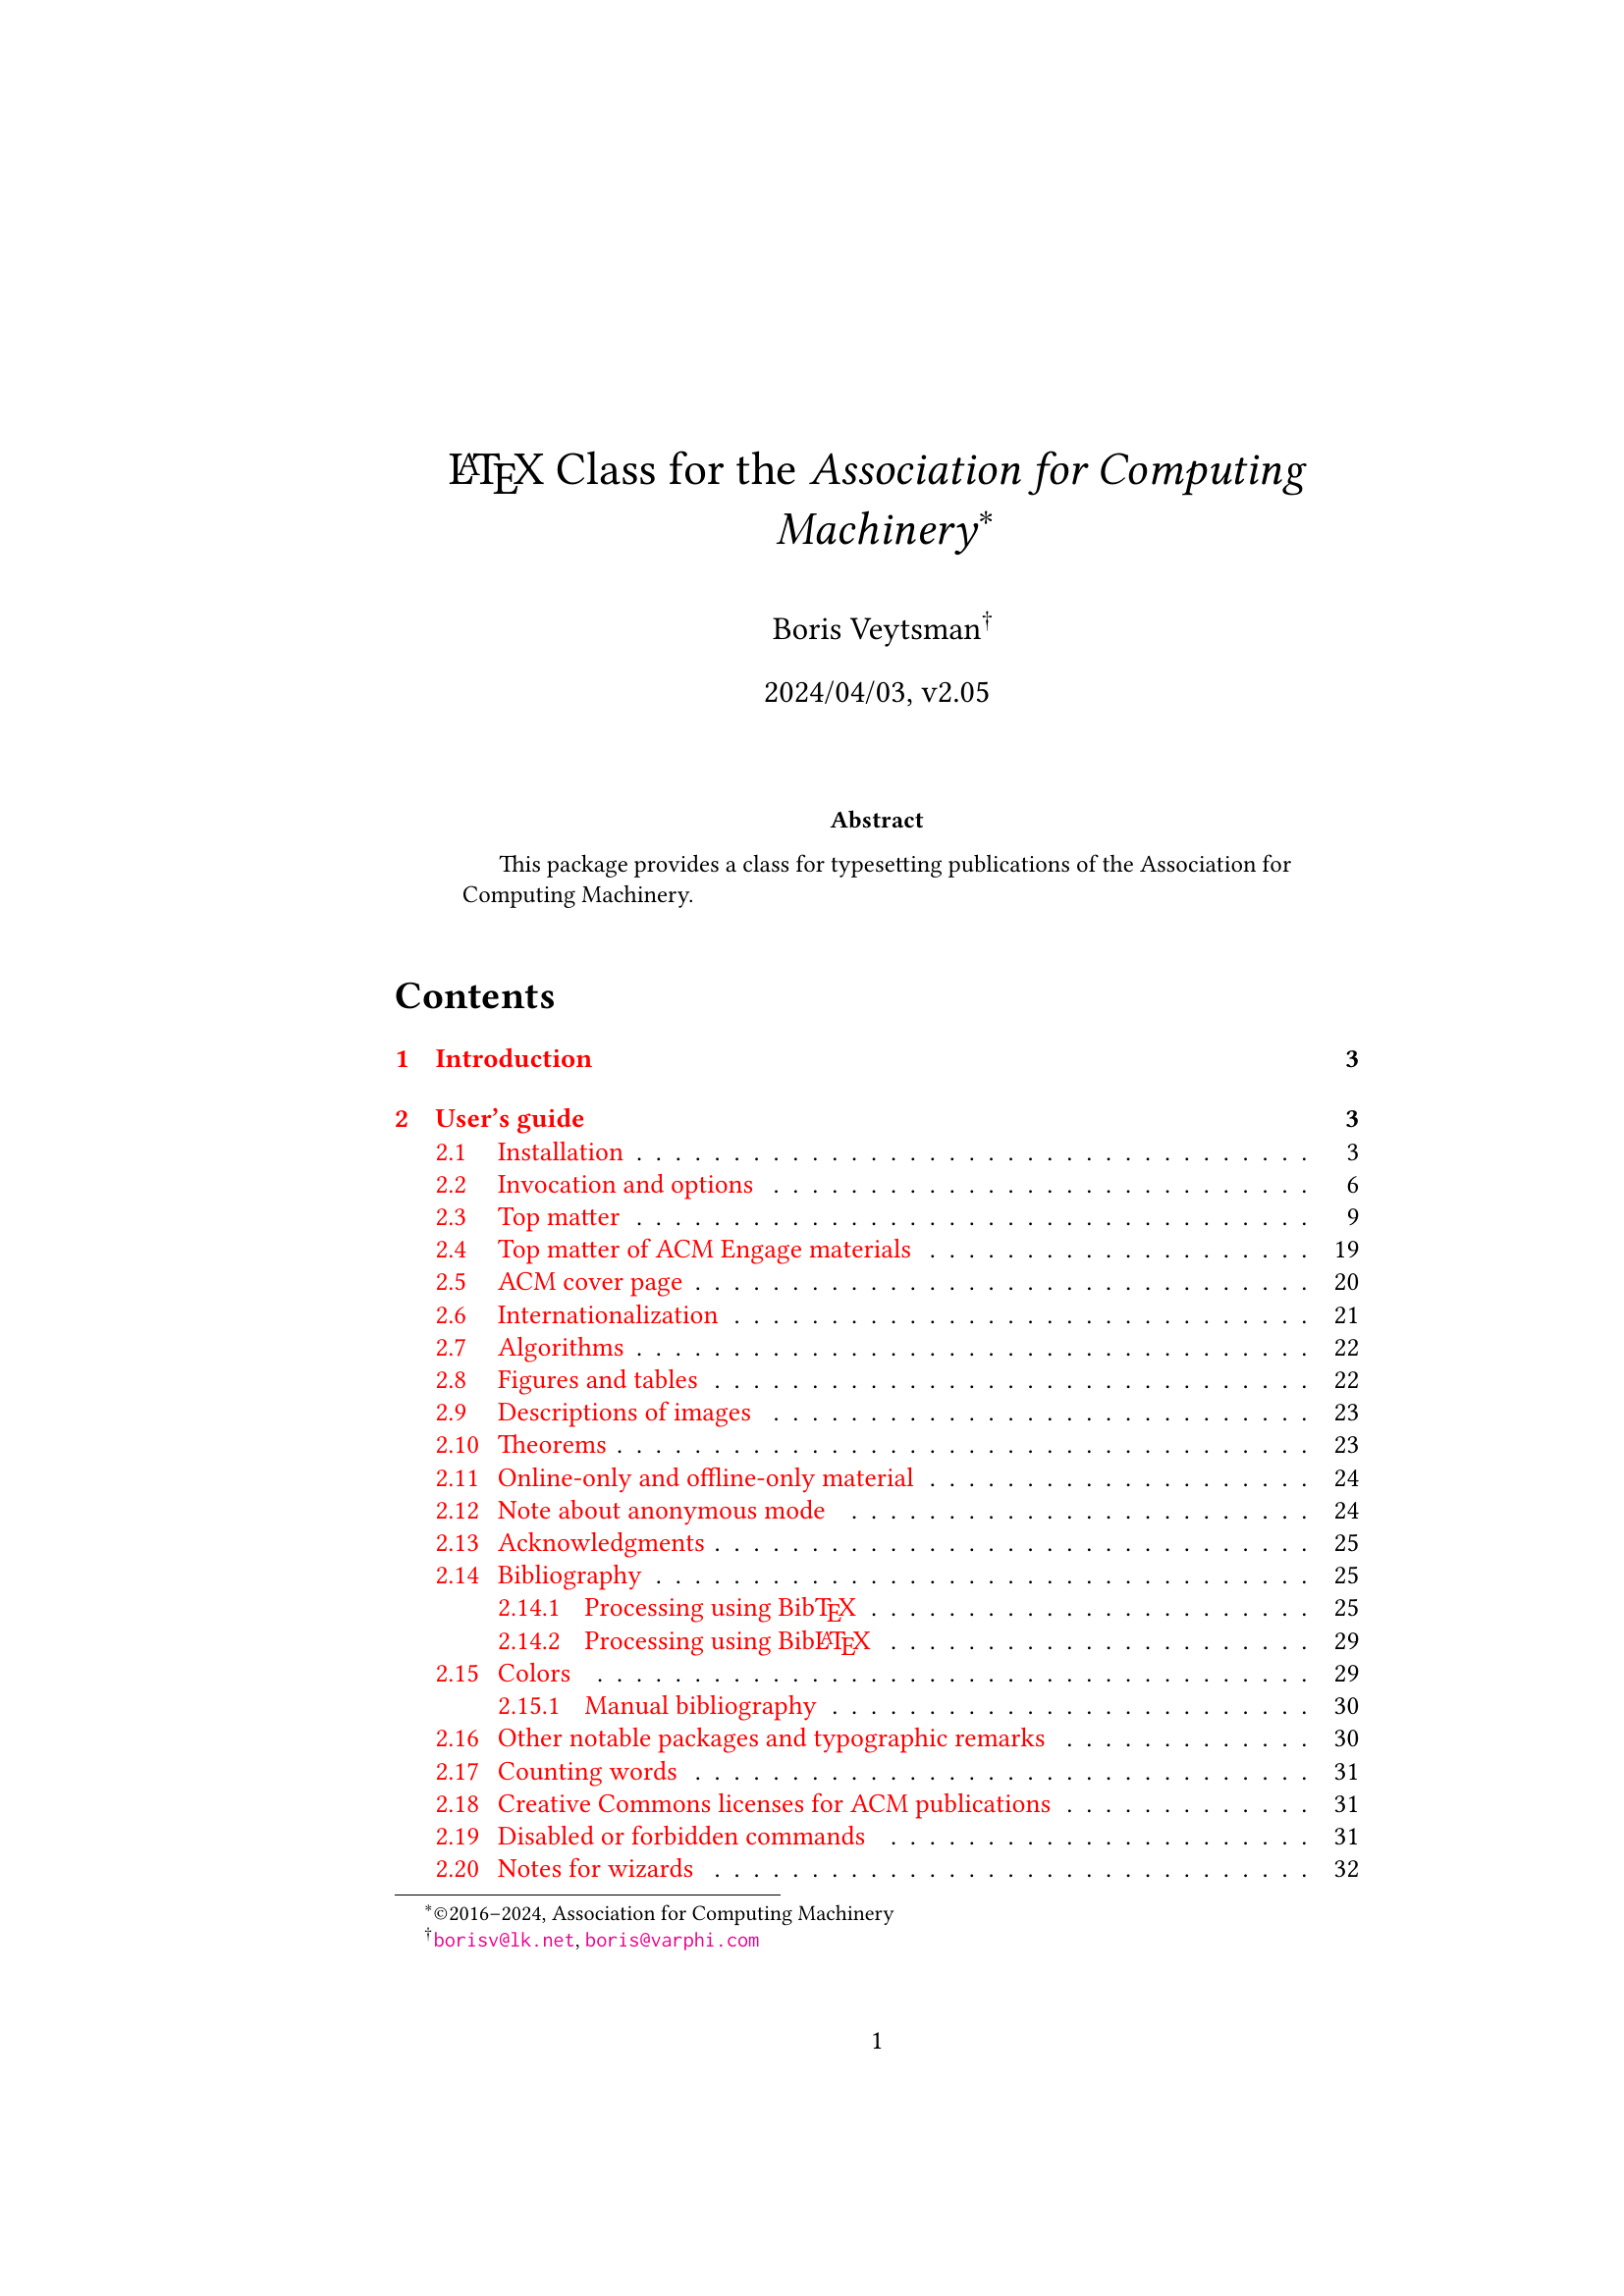 LATEX Class for the Association for Computing
Machinery*
Boris Veytsman†
2024/04/03, v2.05
Abstract
This package provides a class for typesetting publications of the Association for
Computing Machinery.
Contents
1 Introduction 3
2 User’s guide 3
2.1 Installation . . . . . . . . . . . . . . . . . . . . . . . . . . . . . . . . . . . 3
2.2 Invocation and options . . . . . . . . . . . . . . . . . . . . . . . . . . . . 6
2.3 Top matter . . . . . . . . . . . . . . . . . . . . . . . . . . . . . . . . . . . 9
2.4 Top matter of ACM Engage materials . . . . . . . . . . . . . . . . . . . . 19
2.5 ACM cover page . . . . . . . . . . . . . . . . . . . . . . . . . . . . . . . . 20
2.6 Internationalization . . . . . . . . . . . . . . . . . . . . . . . . . . . . . . 21
2.7 Algorithms . . . . . . . . . . . . . . . . . . . . . . . . . . . . . . . . . . . 22
2.8 Figures and tables . . . . . . . . . . . . . . . . . . . . . . . . . . . . . . . 22
2.9 Descriptions of images . . . . . . . . . . . . . . . . . . . . . . . . . . . . 23
2.10 Theorems . . . . . . . . . . . . . . . . . . . . . . . . . . . . . . . . . . . . 23
2.11 Online-only and offline-only material . . . . . . . . . . . . . . . . . . . . 24
2.12 Note about anonymous mode . . . . . . . . . . . . . . . . . . . . . . . . 24
2.13 Acknowledgments . . . . . . . . . . . . . . . . . . . . . . . . . . . . . . . 25
2.14 Bibliography . . . . . . . . . . . . . . . . . . . . . . . . . . . . . . . . . . 25
2.14.1 Processing using BibTEX . . . . . . . . . . . . . . . . . . . . . . . 25
2.14.2 Processing using BibLATEX . . . . . . . . . . . . . . . . . . . . . . 29
2.15 Colors . . . . . . . . . . . . . . . . . . . . . . . . . . . . . . . . . . . . . 29
2.15.1 Manual bibliography . . . . . . . . . . . . . . . . . . . . . . . . . 30
2.16 Other notable packages and typographic remarks . . . . . . . . . . . . . 30
2.17 Counting words . . . . . . . . . . . . . . . . . . . . . . . . . . . . . . . . 31
2.18 Creative Commons licenses for ACM publications . . . . . . . . . . . . . 31
2.19 Disabled or forbidden commands . . . . . . . . . . . . . . . . . . . . . . 31
2.20 Notes for wizards . . . . . . . . . . . . . . . . . . . . . . . . . . . . . . . 32
*©2016–2024, Association for Computing Machinery
†borisv@lk.net, boris@varphi.com
1